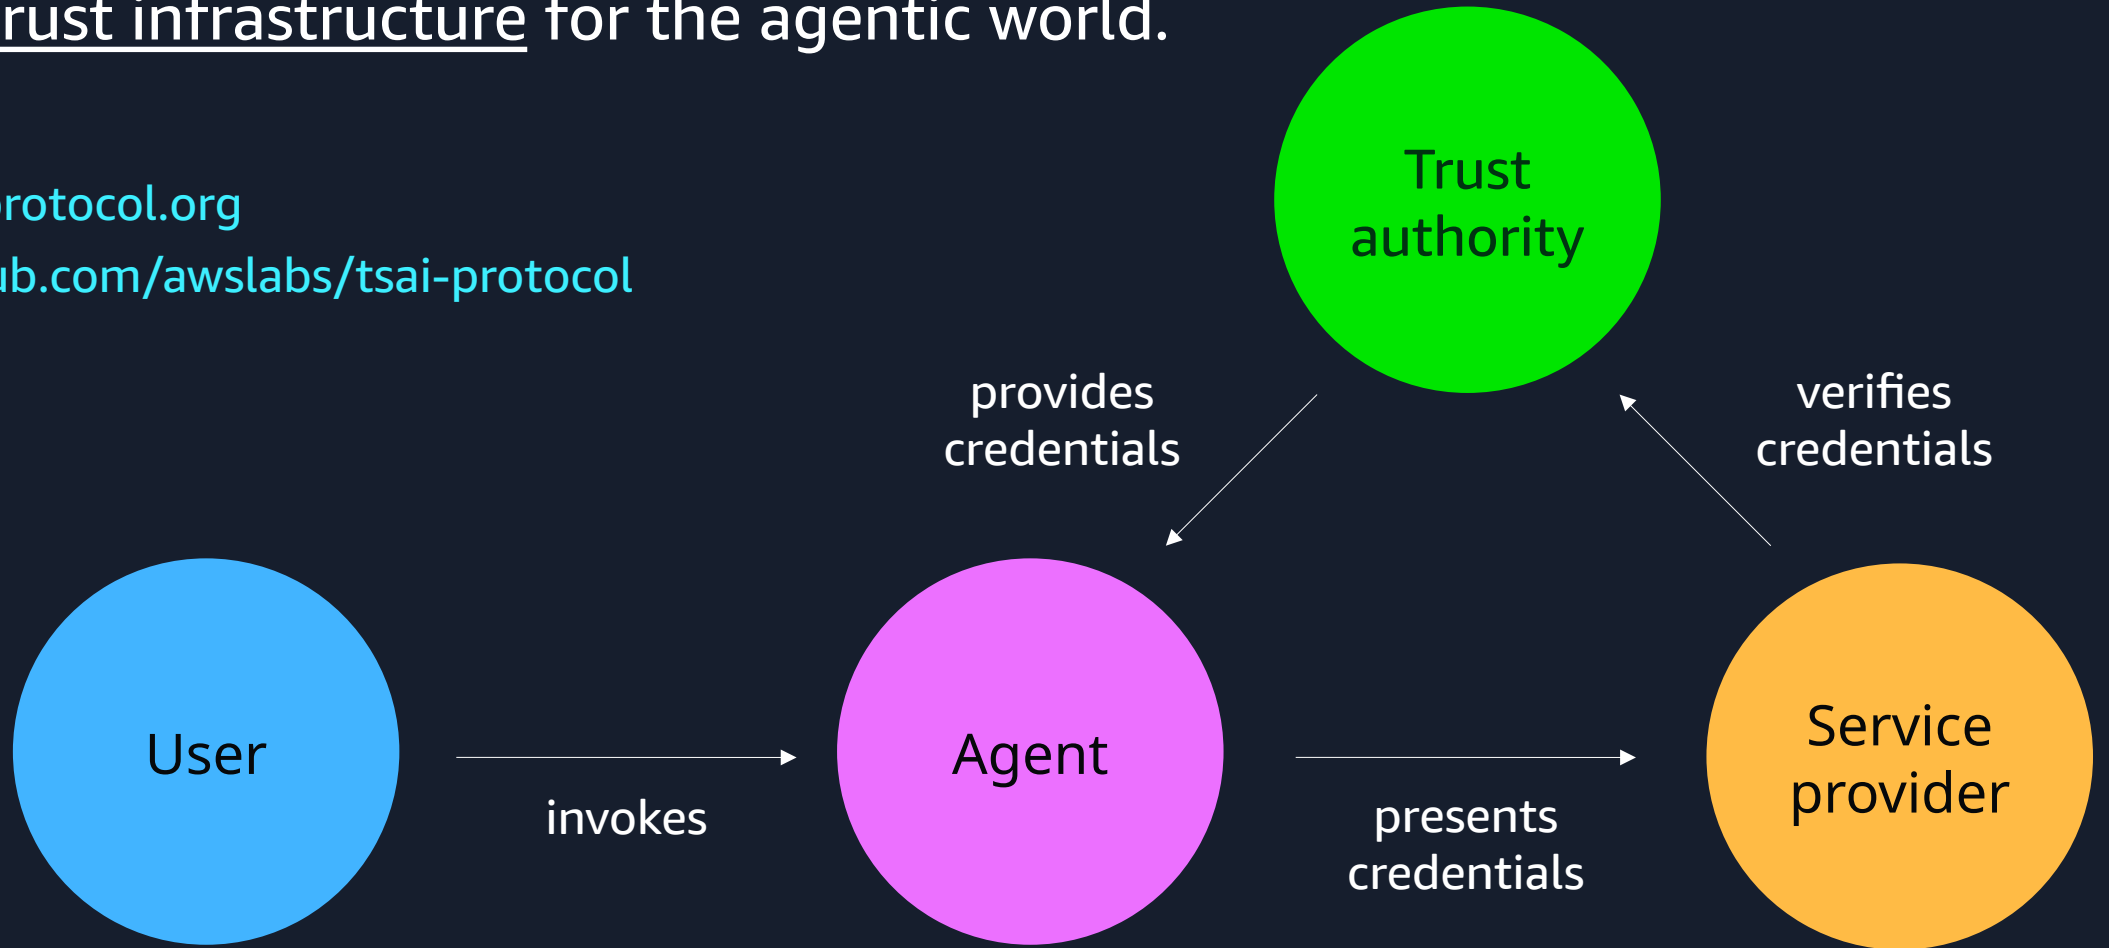 rust infrastructure for the agentic world.
rotocol.org
ub.com/awslabs/tsai-protocol
Trust
authority
provides
credentials
verifies
credentials
User
invokes
Agent
presents
credentials
Service
provider